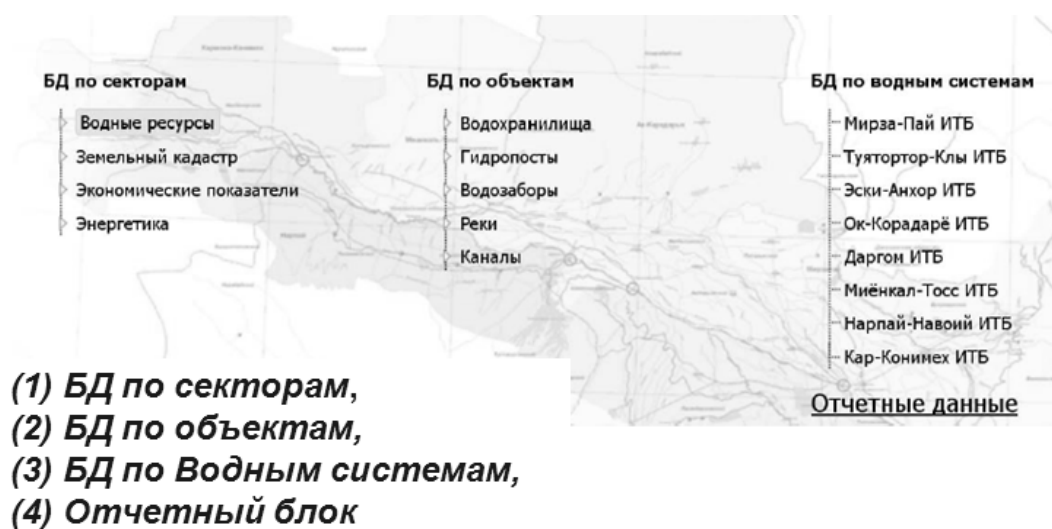 БД по секторам
Водные ресурсы
Земельный кадастр
Экономические показатели
Энергетика
БД по объектам
Водохранилища
Гидропосты
Водозаборы
Реки
Каналы
БД по водным системам
Мирза-Пай ИТБ
Туятортор-Клы ИТБ
Эски-Анхор ИТБ
Ок-Корадарё ИТБ
Даргом ИТБ
Миёнкал-Тосс ИТБ
Нарпай-Навоий ИТБ
Кар-Конимех ИТБ
Отчетные данные
(1) БД по секторам,
(2) БД по объектам,
(3) БД по Водным системам,
(4) Отчетный блок